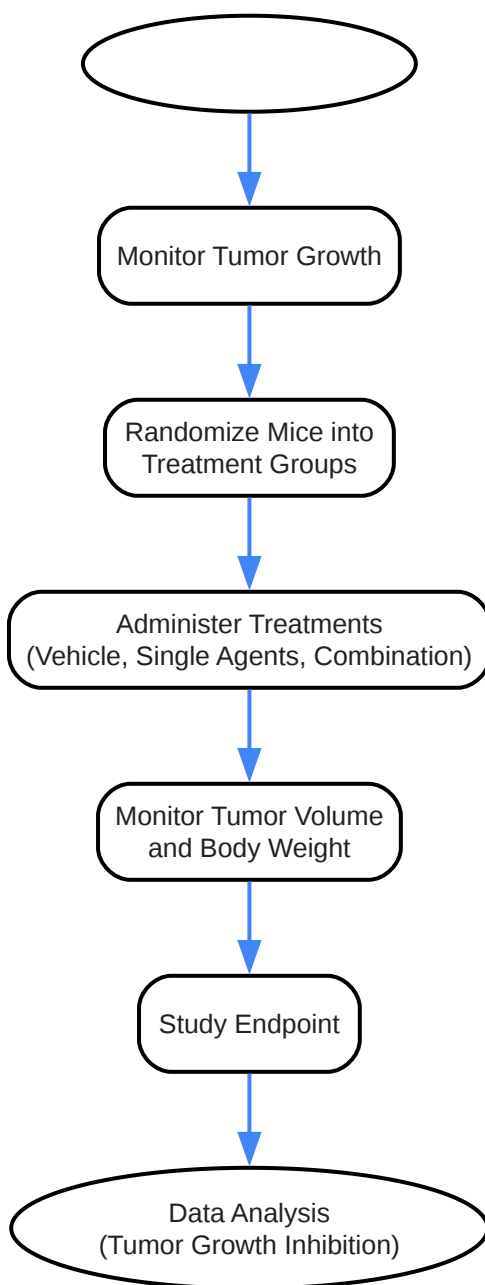 Monitor Tumor Growth
Randomize Mice into
Treatment Groups
Administer Treatments
(Vehicle, Single Agents, Combination)
Monitor Tumor Volume
and Body Weight
Study Endpoint
Data Analysis
(Tumor Growth Inhibition)